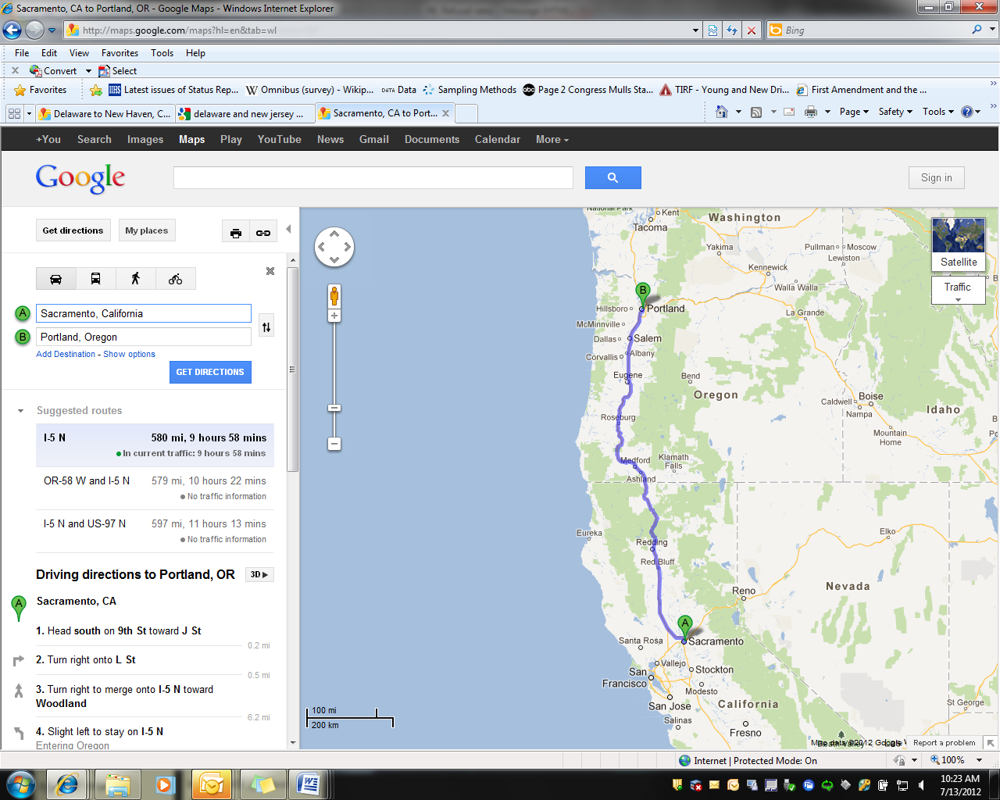 Sacramento, CA to Portland, OR - Google Maps - Windows Internet Explorer
http://maps.google.com/maps?hl=en&tab=wl
Bing
File Edit View Favorites Tools Help
Convert Select
Favorites Latest issues of Status Rep... Omnibus (survey) - Wikip... DATA Data Sampling Methods abc Page 2 Congress Mulls Sta... TIRF - Young and New Dri... First Amendment and the ...
Delaware to New Haven, C... delaware and new jersey ... Sacramento, CA to Port... Page Safety Tools
+You Search Images Maps Play YouTube News Gmail Documents Calendar More
Google
Sign in
Get directions My places
A Sacramento, California
B Portland, Oregon
Add Destination - Show options
GET DIRECTIONS
Suggested routes
I-5 N 580 mi, 9 hours 58 mins
In current traffic: 9 hours 58 mins
OR-58 W and I-5 N 579 mi, 10 hours 22 mins
No traffic information
I-5 N and US-97 N 597 mi, 11 hours 13 mins
No traffic information
Driving directions to Portland, OR 3D
A Sacramento, CA
1. Head south on 9th St toward J St
0.2 mi
2. Turn right onto L St
0.5 mi
3. Turn right to merge onto I-5 N toward
Woodland
6.2 mi
4. Slight left to stay on I-5 N
Entering Oregon
National Park
Kent
Washington
Tacoma
Satellite
Traffic
Yakima
Pullman Moscow
Lewiston
Kennewick
Walla Walla
B
Hillsboro Portland
La Grande
McMinnville
Dallas Salem
Corvallis Albany
Eugene
Bend
Oregon
Caldwell Boise
Nampa
Idaho
Roseburg
Mountain
Home
Medford Klamath
Falls
Ashland
Eureka
Redding
Elko
Red Bluff
Reno
Nevada
A
Santa Rosa Sacramento
Vallejo
Stockton
San
Francisco
Modesto
San Jose
California
St George
Salinas
Fresno
100 mi
200 km
Death Valley
Map data ©2012 Google
Report a problem
Internet | Protected Mode: On
100%
10:23 AM
7/13/2012